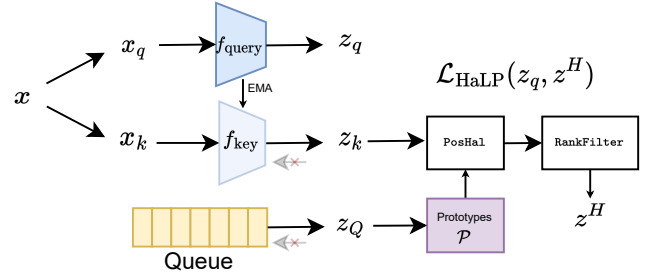 x
x_q
f_query
z_q
EMA
L_HaLP(z_q, z^H)
x_k
f_key
z_k
PosHal
RankFilter
Queue
z_Q
Prototypes
P
z^H